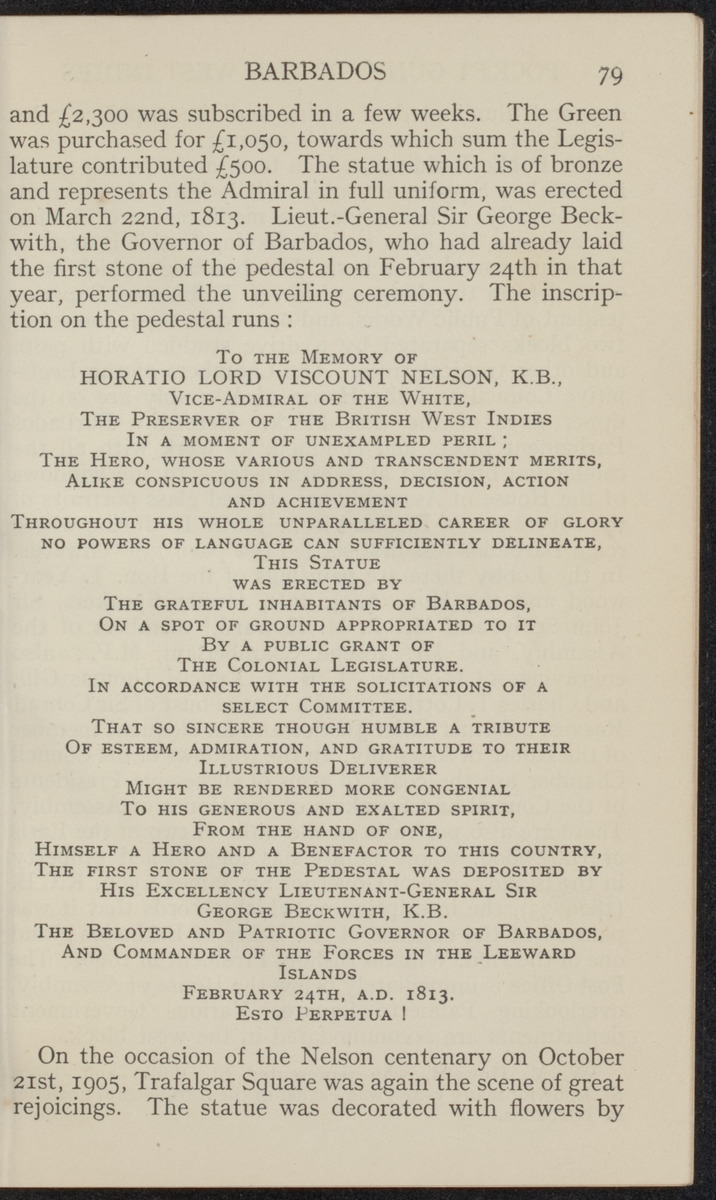 BARBADOS 79
and £2,300 was subscribed in a few weeks. The Green
was purchased for £1,050, towards which sum the Legis-
lature contributed £500. The statue which is of bronze
and represents the Admiral in full uniform, was erected
on March 22nd, 1813. Lieut.-General Sir George Beck-
with, the Governor of Barbados, who had already laid
the first stone of the pedestal on February 24th in that
year, performed the unveiling ceremony. The inscrip-
tion on the pedestal runs :
To the Memory of
HORATIO LORD VISCOUNT NELSON, K.B.,
Vice-Admiral of the White,
The Preserver of the British West Indies
In a moment of unexampled peril ;
The Hero, whose various and transcendent merits,
Alike conspicuous in address, decision, action
and achievement
Throughout his whole unparalleled career of glory
no powers of language can sufficiently delineate,
This Statue
was erected by
The grateful inhabitants of Barbados,
On a spot of ground appropriated to it
By a public grant of
The Colonial Legislature.
In accordance with the solicitations of a
select Committee.
That so sincere though humble a tribute
Of esteem, admiration, and gratitude to their
Illustrious Deliverer
Might be rendered more congenial
To his generous and exalted spirit,
From the hand of one,
Himself a Hero and a Benefactor to this country,
The first stone of the Pedestal was deposited by
His Excellency Lieutenant-General Sir
George Beckwith, K.B.
The Beloved and Patriotic Governor of Barbados,
And Commander of the Forces in the Leeward
Islands
February 24th, a.d. 1813.
Esto Perpetua !
On the occasion of the Nelson centenary on October
21st, 1905, Trafalgar Square was again the scene of great
rejoicings. The statue was decorated with flowers by